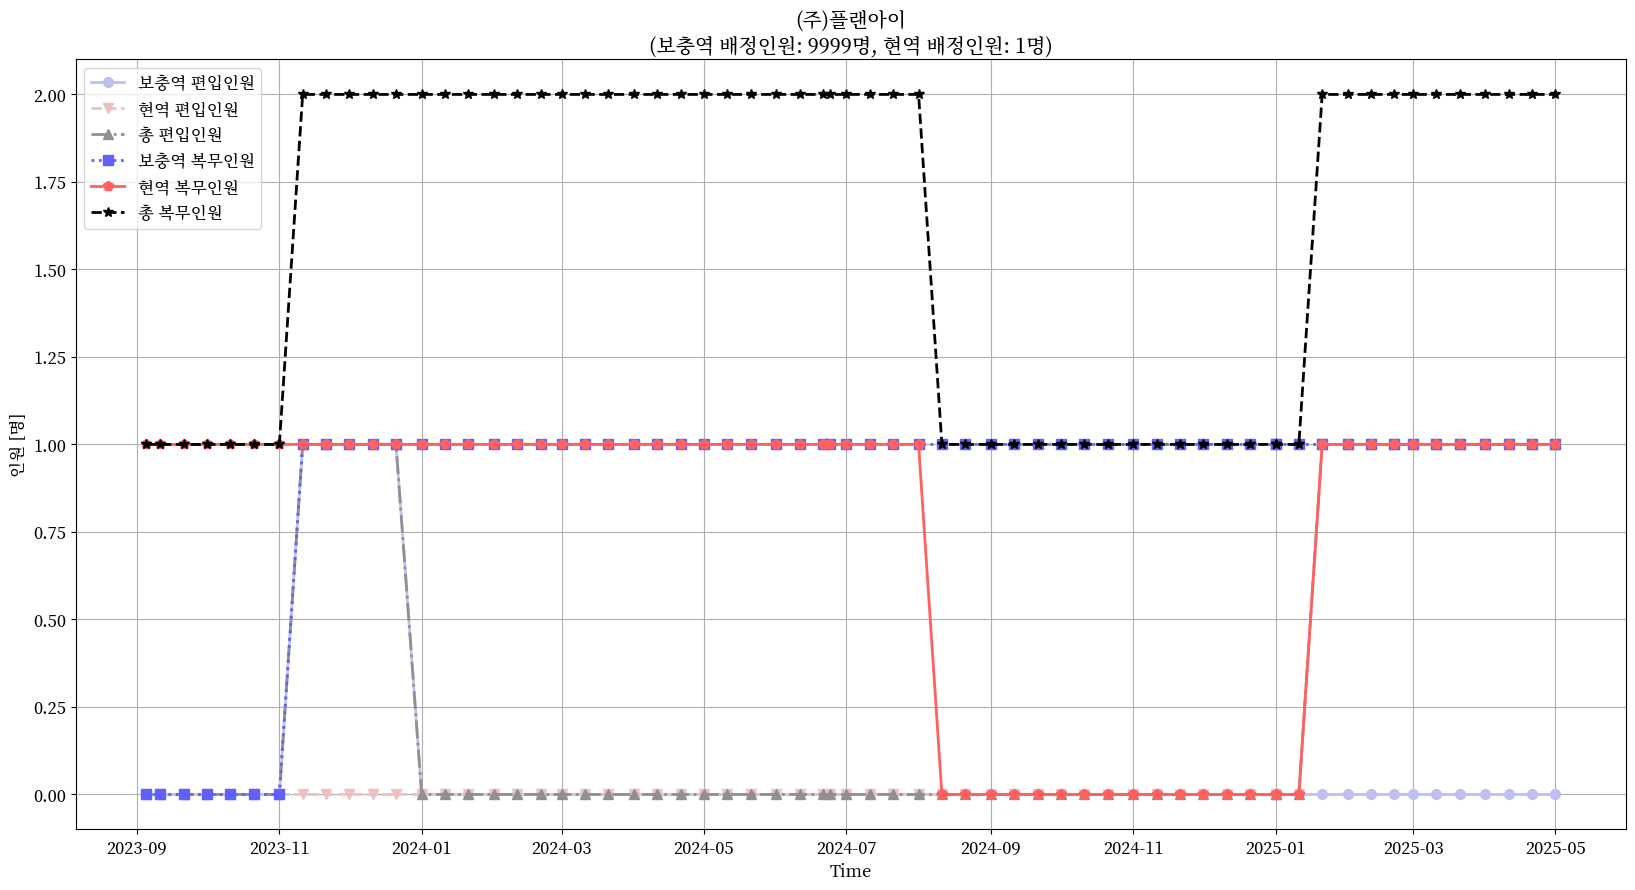 (주)플랜아이
(보충역 배정인원: 9999명, 현역 배정인원: 1명)
보충역 편입인원
현역 편입인원
총 편입인원
보충역 복무인원
현역 복무인원
총 복무인원
인원 [명]
2.00
1.75
1.50
1.25
1.00
0.75
0.50
0.25
0.00
2023-09 2023-11 2024-01 2024-03 2024-05 2024-07 2024-09 2024-11 2025-01 2025-03 2025-05
Time